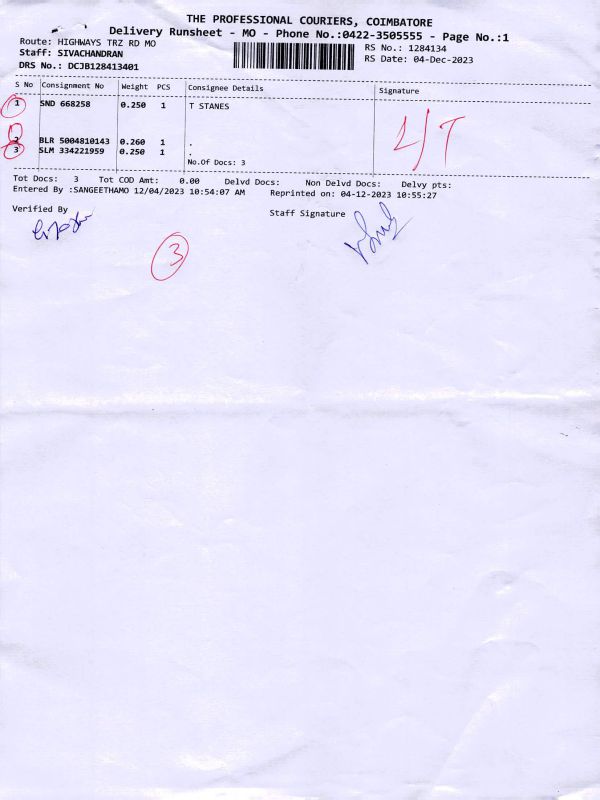 THE PROFESSIONAL COURIERS, COIMBATORE
Delivery Runsheet - MO - Phone No.:0422-3505555 - Page No.:1
Route: HIGHWAYS TRZ RD MO
RS No.: 1284134
Staff: SIVACHANDRAN
RS Date: 04-Dec-2023
DRS No.: DCJB128413401
S No Consignment No Weight PCS Consignee Details Signature
1 SND 668258 0.250 1 T STANES
L/T
2 BLR 5004810143 0.260 1 .
3 SLM 334221959 0.250 1 .
No.Of Docs: 3
Tot Docs: 3 Tot COD Amt: 0.00 Delvd Docs: Non Delvd Docs: Delvy pts:
Entered By :SANGEETHAMO 12/04/2023 10:54:07 AM Reprinted on: 04-12-2023 10:55:27
Verified By
Staff Signature
3